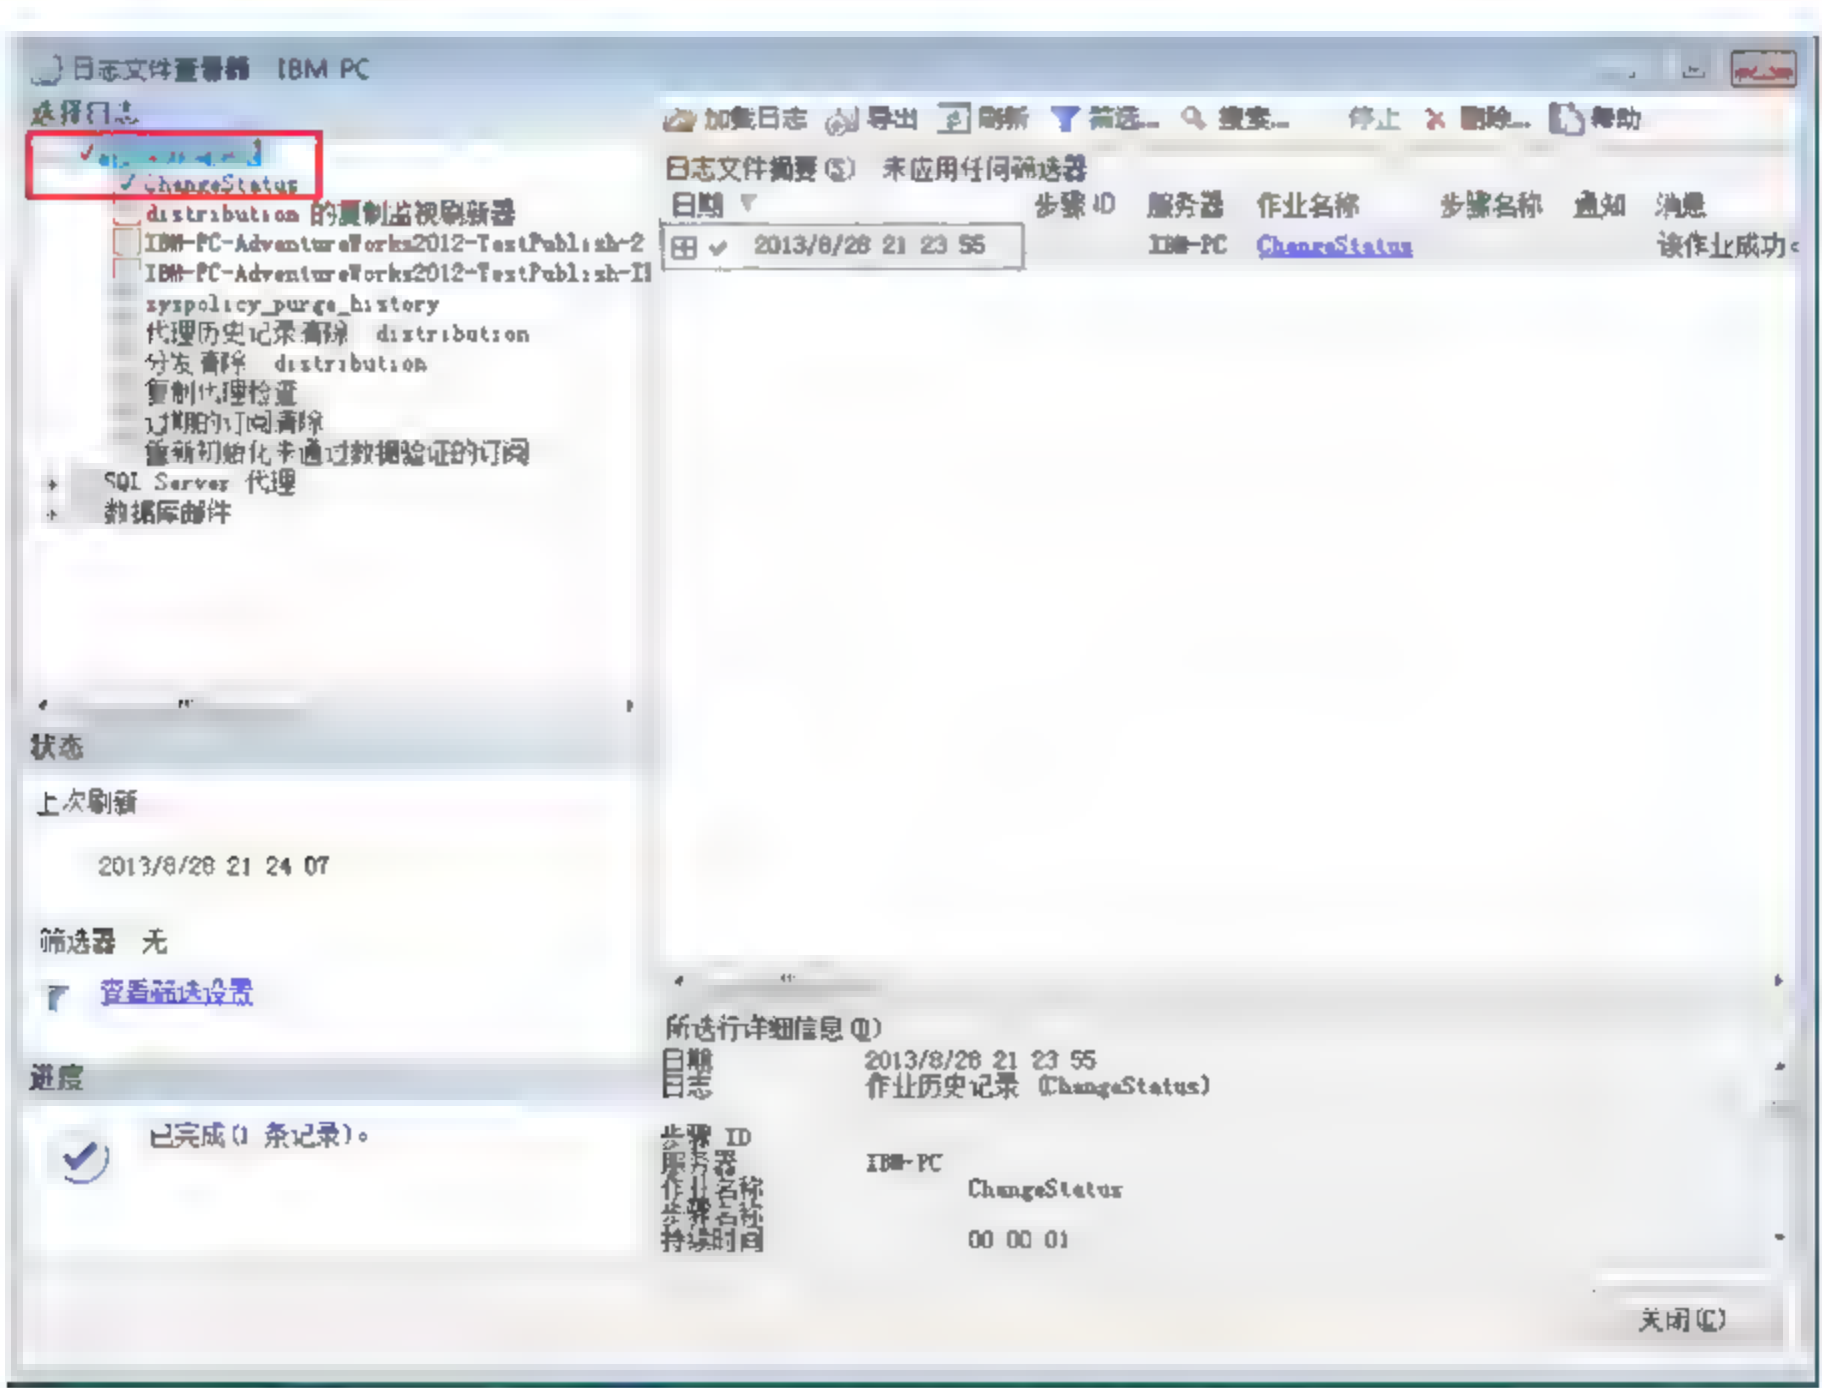 日志文件查看器 IBM PC
选择日志
ChangeStatus
distribution 的复制监视刷新器
IBM-PC-AdventureWorks2012-TestPublish-2
IBM-PC-AdventureWorks2012-TestPublish-I
syspolicy_purge_history
代理历史记录清除 distribution
分发清除 distribution
复制代理检查
过期的订阅清除
重新初始化未通过数据验证的订阅
SQL Server 代理
数据库邮件
状态
上次刷新
2013/8/28 21 24 07
筛选器 无
查看筛选设置
进度
已完成(1 条记录)。
加载日志 导出 刷新 筛选... 搜索... 停止 删除... 帮助
日志文件摘要(S) 未应用任何筛选器
日期 步骤 ID 服务器 作业名称 步骤名称 通知 消息
2013/8/28 21 23 55 IBM-PC ChangeStatus 该作业成功。
所选行详细信息(D)
日期 2013/8/28 21 23 55
日志 作业历史记录 (ChangeStatus)
步骤 ID
服务器 IBM-PC
作业名称 ChangeStatus
步骤名称
持续时间 00 00 01
关闭(C)